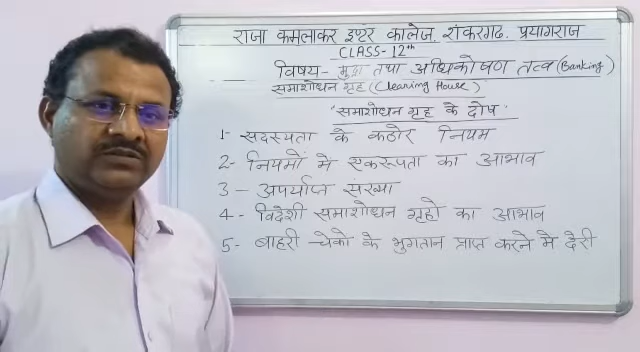 राजा कमलाकर इण्टर कालेज, शंकरगढ, प्रयागराज
CLASS-12th
विषय- मुद्रा तथा अधिकोषण तत्व (Banking)
समाशोधन गृह (Clearing House)
"समाशोधन गृह के दोष"
1- सदस्यता के कठोर नियम
2- नियमों मे एकरूपता का आभाव
3- अपर्याप्त संख्या
4- विदेशी समाशोधन गृहो का आभाव
5- बाहरी चेको के भुगतान प्राप्त करने मे देरी